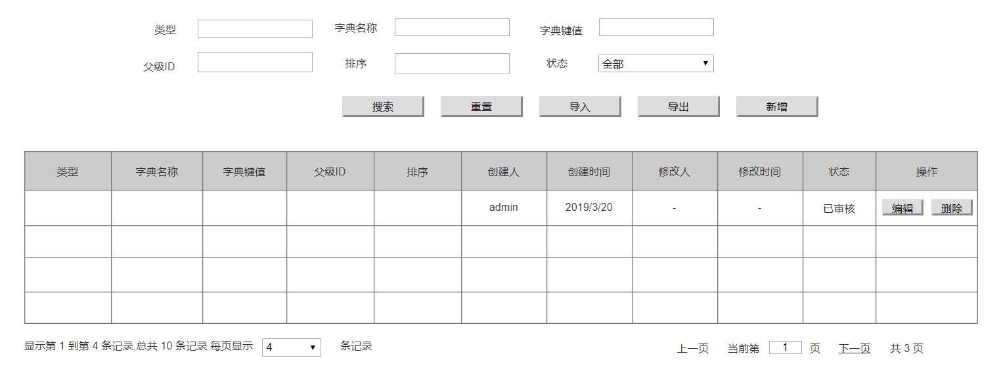 类型 字典名称 字典键值
父级ID 排序 状态 全部
搜索 重置 导入 导出 新增
类型 字典名称 字典键值 父级ID 排序 创建人 创建时间 修改人 修改时间 状态 操作
admin 2019/3/20 - - 已审核 编辑 删除
显示第 1 到第 4 条记录,总共 10 条记录 每页显示 4 条记录 上一页 当前第 1 页 下一页 共 3 页